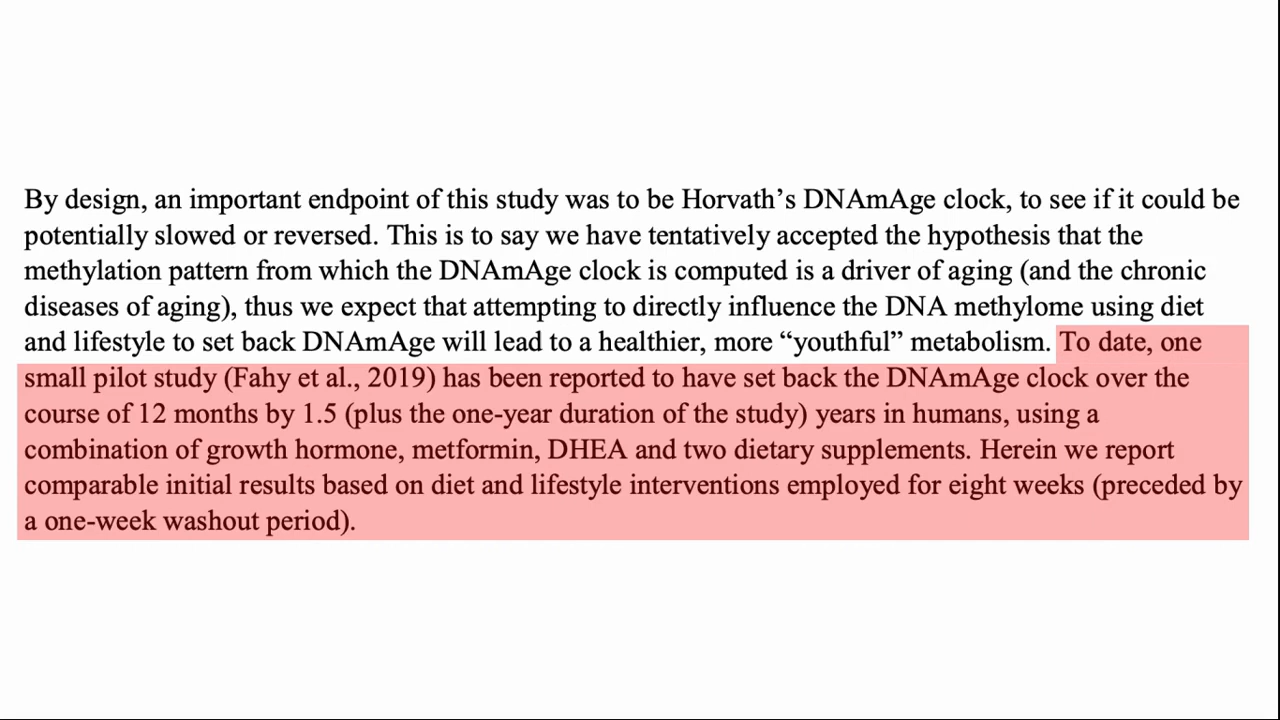 By design, an important endpoint of this study was to be Horvath’s DNAmAge clock, to see if it could be
potentially slowed or reversed. This is to say we have tentatively accepted the hypothesis that the
methylation pattern from which the DNAmAge clock is computed is a driver of aging (and the chronic
diseases of aging), thus we expect that attempting to directly influence the DNA methylome using diet
and lifestyle to set back DNAmAge will lead to a healthier, more “youthful” metabolism. To date, one
small pilot study (Fahy et al., 2019) has been reported to have set back the DNAmAge clock over the
course of 12 months by 1.5 (plus the one-year duration of the study) years in humans, using a
combination of growth hormone, metformin, DHEA and two dietary supplements. Herein we report
comparable initial results based on diet and lifestyle interventions employed for eight weeks (preceded by
a one-week washout period).